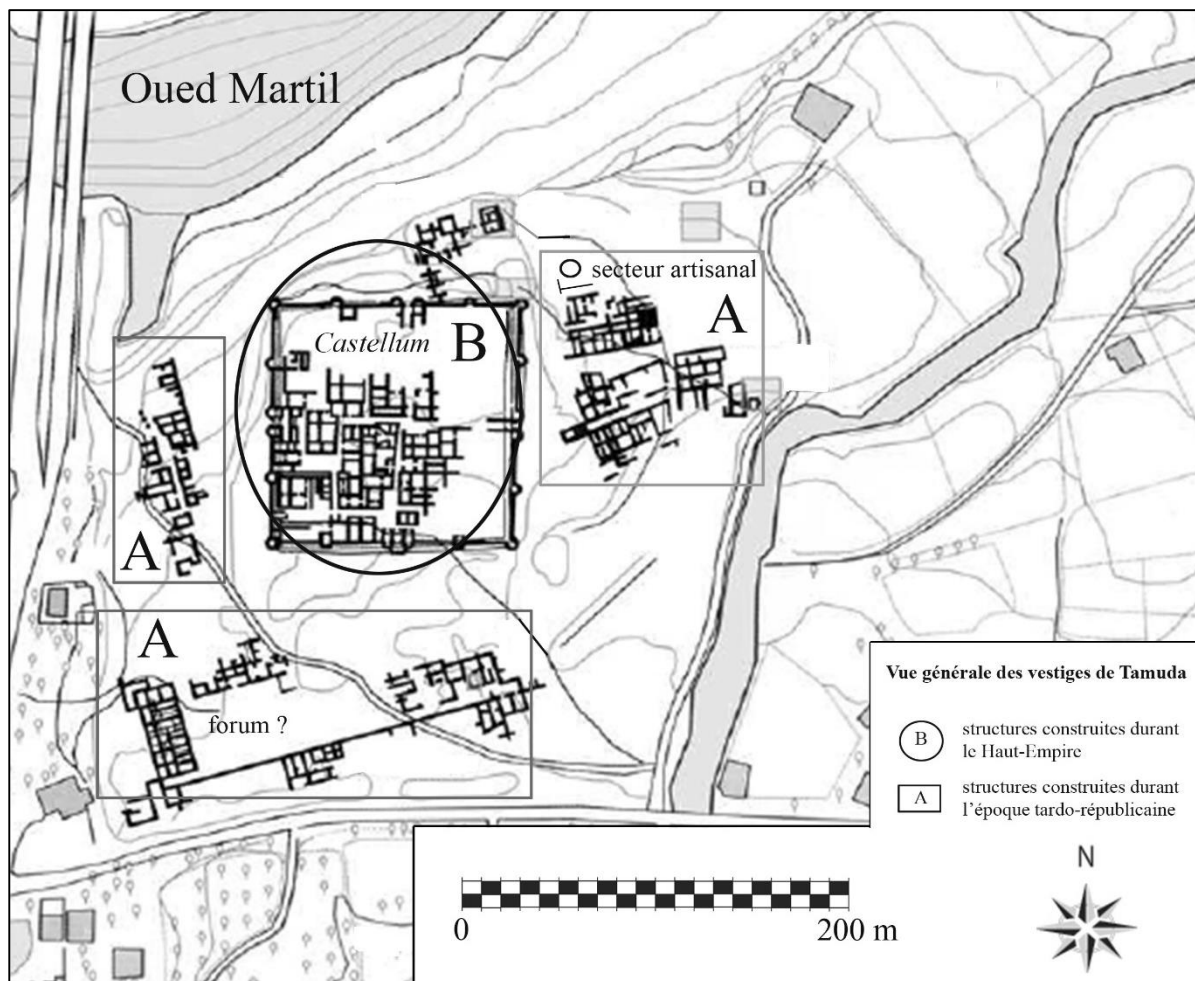 Oued Martil
secteur artisanal
A
Castellum B
A
A
forum ?
Vue générale des vestiges de Tamuda
B structures construites durant
le Haut-Empire
A structures construites durant
l’époque tardo-républicaine
N
0 200 m